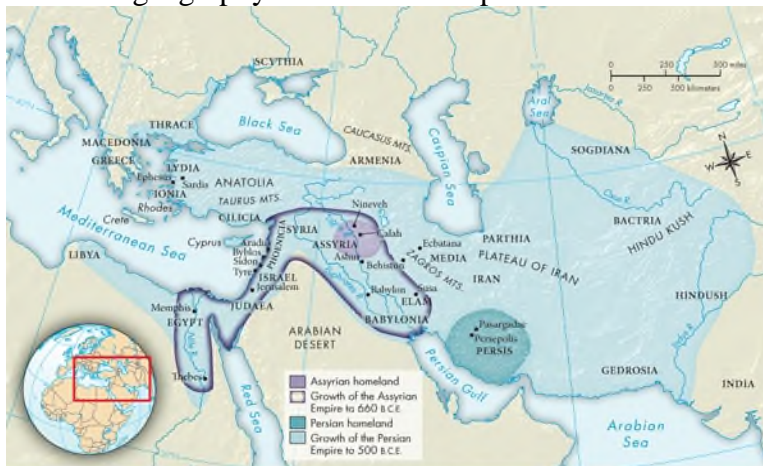 SCYTHIA
Aral Sea
Jaxartes R.
0 250 500 miles
0 250 500 kilometers
THRACE
Black Sea
CAUCASUS MTS.
Caspian Sea
SOGDIANA
MACEDONIA
GREECE
LYDIA
Ephesus
Sardis
IONIA
ANATOLIA
ARMENIA
Oxus R.
N
W E
S
Rhodes
TAURUS MTS.
Nineveh
BACTRIA
HINDU KUSH
Crete
CILICIA
SYRIA
Calah
Mediterranean Sea
Cyprus
PHOENICIA
ASSYRIA
Ecbatana
PARTHIA
Aradus
Byblos
Sidon
Tyre
Ashur
Behistun
MEDIA
ZAGROS MTS.
PLATEAU OF IRAN
IRAN
LIBYA
ISRAEL
Jerusalem
JUDAEA
Babylon
Susa
ELAM
HINDUSH
Memphis
EGYPT
Nile R.
BABYLONIA
Pasargadae
Persepolis
PERSIS
Indus R.
ARABIAN DESERT
Thebes
Red Sea
Persian Gulf
GEDROSIA
INDIA
Arabian Sea
Assyrian homeland
Growth of the Assyrian
Empire to 660 B.C.E.
Persian homeland
Growth of the Persian
Empire to 500 B.C.E.